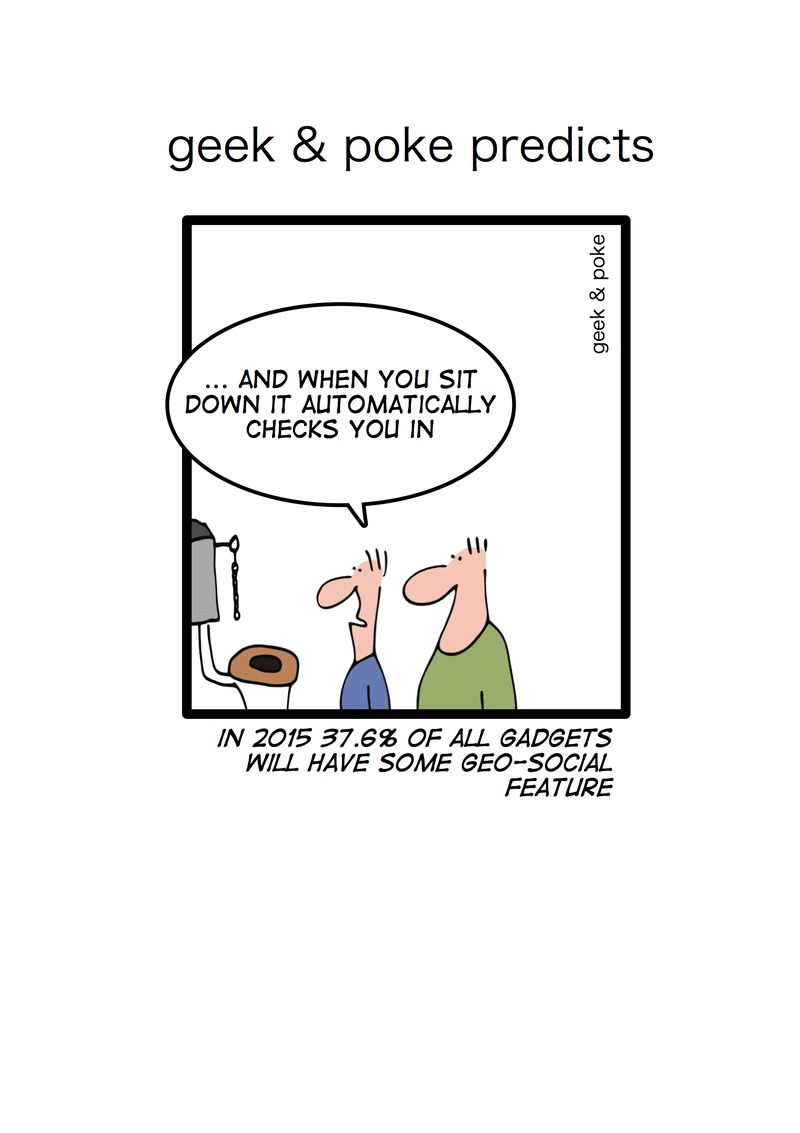 geek & poke predicts
geek & poke
... AND WHEN YOU SIT
DOWN IT AUTOMATICALLY
CHECKS YOU IN
IN 2015 37.6% OF ALL GADGETS
WILL HAVE SOME GEO-SOCIAL
FEATURE